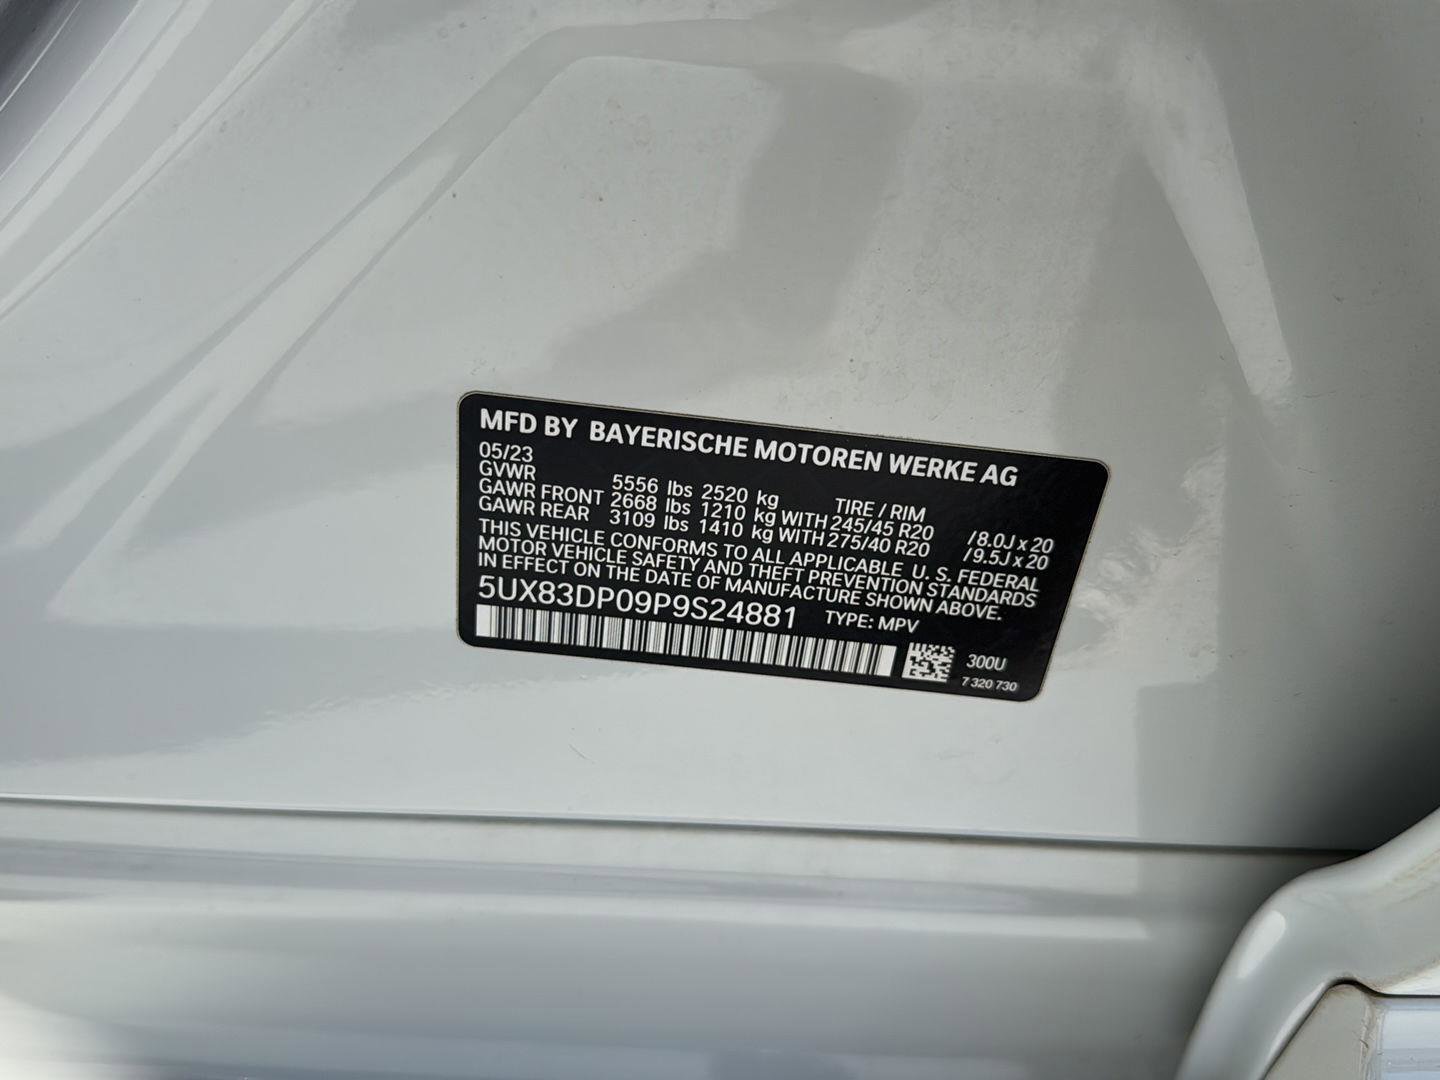 MFD BY BAYERISCHE MOTOREN WERKE AG
05/23
GVWR 5556 lbs 2520 kg TIRE / RIM
GAWR FRONT 2668 lbs 1210 kg WITH 245/45 R20 /8.0J x 20
GAWR REAR 3109 lbs 1410 kg WITH 275/40 R20 /9.5J x 20
THIS VEHICLE CONFORMS TO ALL APPLICABLE U. S. FEDERAL
MOTOR VEHICLE SAFETY AND THEFT PREVENTION STANDARDS
IN EFFECT ON THE DATE OF MANUFACTURE SHOWN ABOVE.
5UX83DP09P9S24881 TYPE: MPV
300U
7 320 730